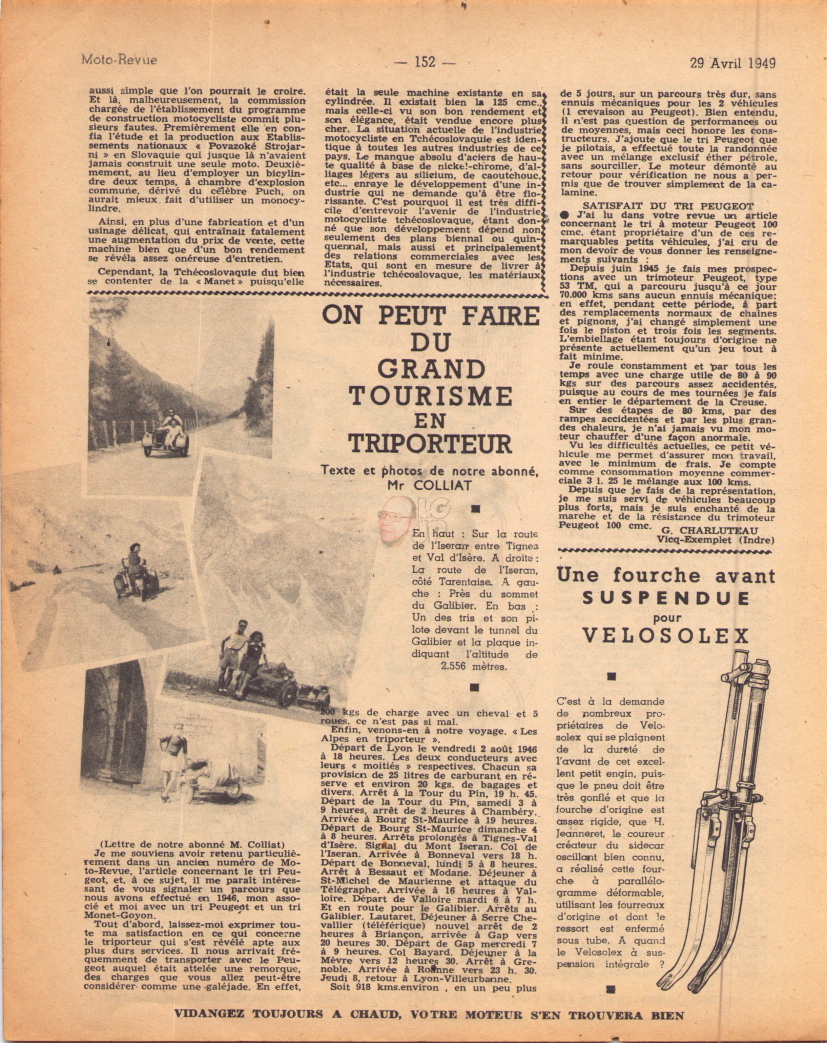 Moto-Revue
— 152 —
29 Avril 1949
aussi simple que l'on pourrait le croire.
Et là, malheureusement, la commission
chargée de l'établissement du programme
de construction motocycliste commit plu-
sieurs fautes. Premièrement elle en con-
fia l'étude et la production aux Etablis-
sements nationaux « Povazoké Strojar-
ni » en Slovaquie qui jusque là n'avaient
jamais construit une seule moto. Deuxiè-
mement, au lieu d'employer un bicylin-
dre deux temps, à chambre d'explosion
commune, dérivé du célèbre Puch, on
aurait mieux fait d'utiliser un monocy-
lindre.
Ainsi, en plus d'une fabrication et d'un
usinage délicat, qui entraînait fatalement
une augmentation du prix de vente, cette
machine bien que d'un bon rendement
se révéla assez onéreuse d'entretien.
Cependant, la Tchécoslovaquie dut bien
se contenter de la « Manet » puisqu'elle
était la seule machine existante en sa
cylindrée. Il existait bien la 125 cmc.,
mais celle-ci vu son bon rendement et
son élégance, était vendue encore plus
cher. La situation actuelle de l'industrie
motocycliste en Tchécoslovaquie est iden-
tique à toutes les autres industries de ce
pays. Le manque absolu d'aciers de hau-
te qualité à base de nickel-chrome, d'al-
liages légers au silicium, de caoutchouc,
etc... enraye le développement d'une in-
dustrie qui ne demande qu'à être flo-
rissante. C'est pourquoi il est très diffi-
cile d'entrevoir l'avenir de l'industrie
motocycliste tchécoslovaque, étant don-
né que son développement dépend non
seulement des plans biennal ou quin-
quennal, mais aussi et principalement
des relations commerciales avec les
Etats, qui sont en mesure de livrer à
l'industrie tchécoslovaque, les matériaux
nécessaires.
ON PEUT FAIRE
DU
GRAND
TOURISME
EN
TRIPORTEUR
Texte et photos de notre abonné,
Mr COLLIAT
En haut : Sur la route
de l'Iseran entre Tignes
et Val d'Isère. A droite :
La route de l'Iseran,
côté Tarentaise. A gau-
che : Près du sommet
du Galibier. En bas :
Un des tris et son pi-
lote devant le tunnel du
Galibier et la plaque in-
diquant l'altitude de
2.556 mètres.
(Lettre de notre abonné M. Colliat)
Je me souviens avoir retenu particuliè-
rement dans un ancien numéro de Mo-
to-Revue, l'article concernant le tri Peu-
geot, et, à ce sujet, il me paraît intéres-
sant de vous signaler un parcours que
nous avons effectué en 1946, mon asso-
cié et moi avec un tri Peugeot et un tri
Monet-Goyon.
Tout d'abord, laissez-moi exprimer tou-
te ma satisfaction en ce qui concerne
le triporteur qui s'est révélé apte aux
plus durs services. Il nous arrivait fré-
quemment de transporter avec le Peu-
geot auquel était attelée une remorque,
des charges que vous allez peut-être
considérer comme une galéjade. En effet,
kgs de charge avec un cheval et 5
roues, ce n'est pas si mal.
Enfin, venons-en à notre voyage. « Les
Alpes en triporteur ».
Départ de Lyon le vendredi 2 août 1946
à 18 heures. Les deux conducteurs avec
leurs « moitiés » respectives. Chacun sa
provision de 25 litres de carburant en ré-
serve et environ 20 kgs. de bagages et
divers. Arrêt à la Tour du Pin, 19 h. 45.
Départ de la Tour du Pin, samedi 3 à
9 heures, arrêt de 2 heures à Chambéry.
Arrivée à Bourg St-Maurice à 19 heures.
Départ de Bourg St-Maurice dimanche 4
à 8 heures. Arrêts prolongés à Tignes-Val
d'Isère. Signal du Mont Iseran. Col de
l'Iseran. Arrivée à Bonneval vers 18 h.
Départ de Bonneval, lundi 5 à 8 heures.
Arrêt à Bessaut et Modane. Déjeuner à
St-Michel de Maurienne et attaque du
Télégraphe. Arrivée à 16 heures à Val-
loire. Départ de Valloire mardi 6 à 7 h.
Et en route pour le Galibier. Arrêts au
Galibier. Lautaret. Déjeuner à Serre Che-
vallier (téléférique) nouvel arrêt de 2
heures à Briançon, arrivée à Gap vers
20 heures 30. Départ de Gap mercredi 7
à 9 heures. Col Bayard. Déjeuner à la
Mèvre vers 12 heures 30. Arrêt à Gre-
noble. Arrivée à Roanne vers 23 h. 30.
Jeudi 8, retour à Lyon-Villeurbanne.
Soit 918 kms.environ , en un peu plus
de 5 jours, sur un parcours très dur, sans
ennuis mécaniques pour les 2 véhicules
(1 crevaison au Peugeot). Bien entendu,
il n'est pas question de performances ou
de moyennes, mais ceci honore les cons-
tructeurs. J'ajoute que le tri Peugeot que
je pilotais, a effectué toute la randonnée
avec un mélange exclusif éther pétrole,
sans sourciller. Le moteur démonté au
retour pour vérification ne nous a per-
mis que de trouver simplement de la ca-
lamine.
SATISFAIT DU TRI PEUGEOT
● J'ai lu dans votre revue un article
concernant le tri à moteur Peugeot 100
cmc. étant propriétaire d'un de ces re-
marquables petits véhicules, j'ai cru de
mon devoir de vous donner les renseigne-
ments suivants :
Depuis juin 1945 je fais mes prospec-
tions avec un trimoteur Peugeot, type
53 TM, qui a parcouru jusqu'à ce jour
70.000 kms sans aucun ennuis mécanique:
en effet, pendant cette période, à part
des remplacements normaux de chaînes
et pignons, j'ai changé simplement une
fois le piston et trois fois les segments.
L'embiellage étant toujours d'origine ne
présente actuellement qu'un jeu tout à
fait minime.
Je roule constamment et par tous les
temps avec une charge utile de 80 à 90
kgs sur des parcours assez accidentés,
puisque au cours de mes tournées je fais
en entier le département de la Creuse.
Sur des étapes de 80 kms, par des
rampes accidentées et par les plus gran-
des chaleurs, je n'ai jamais vu mon mo-
teur chauffer d'une façon anormale.
Vu les difficultés actuelles, ce petit vé-
hicule me permet d'assurer mon travail,
avec le minimum de frais. Je compte
comme consommation moyenne commer-
ciale 3 l. 25 le mélange aux 100 kms.
Depuis que je fais de la représentation,
je me suis servi de véhicules beaucoup
plus forts, mais je suis enchanté de la
marche et de la résistance du trimoteur
Peugeot 100 cmc.
G. CHARLUTEAU
Vicq-Exemplet (Indre)
Une fourche avant
SUSPENDUE
pour
VELOSOLEX
C'est à la demande
de nombreux pro-
priétaires de Velo-
solex qui se plaignent
de la dureté de
l'avant de cet excel-
lent petit engin, puis-
que le pneu doit être
très gonflé et que la
fourche d'origine est
assez rigide, que H.
Jeanneret, le coureur
créateur du sidecar
oscillant bien connu,
a réalisé cette four-
che à parallélo-
gramme déformable,
utilisant les fourreaux
d'origine et dont le
ressort est enfermé
sous tube. A quand
le Velosolex à sus-
pension intégrale ?
VIDANGEZ TOUJOURS A CHAUD, VOTRE MOTEUR S'EN TROUVERA BIEN